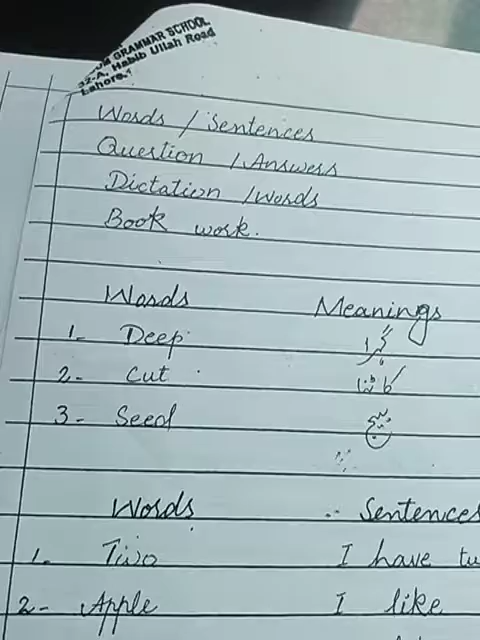 GRAMMAR SCHOOL
32-A, Habib Ullah Road
Lahore.
Words / Sentences
Question / Answers
Dictation / Words
Book work.
Words Meanings
1- Deep گہرا
2- Cut کاٹنا
3- Seed بیج
Words Sentences
1. Two I have tw
2- Apple I like